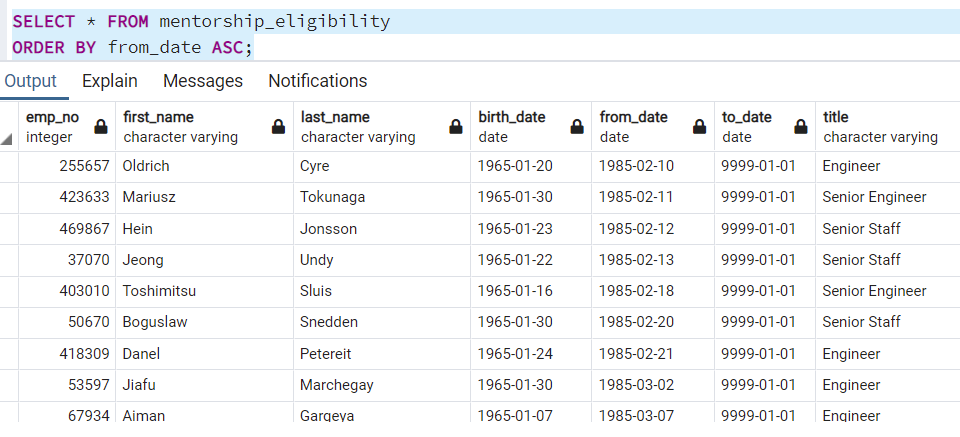 SELECT * FROM mentorship_eligibility
ORDER BY from_date ASC;
Output Explain Messages Notifications
emp_no first_name last_name birth_date from_date to_date title
integer character varying character varying date date date character varying
255657 Oldrich Cyre 1965-01-20 1985-02-10 9999-01-01 Engineer
423633 Mariusz Tokunaga 1965-01-30 1985-02-11 9999-01-01 Senior Engineer
469867 Hein Jonsson 1965-01-23 1985-02-12 9999-01-01 Senior Staff
37070 Jeong Undy 1965-01-22 1985-02-13 9999-01-01 Senior Staff
403010 Toshimitsu Sluis 1965-01-16 1985-02-18 9999-01-01 Senior Engineer
50670 Boguslaw Snedden 1965-01-30 1985-02-20 9999-01-01 Senior Staff
418309 Danel Petereit 1965-01-24 1985-02-21 9999-01-01 Engineer
53597 Jiafu Marchegay 1965-01-30 1985-03-02 9999-01-01 Engineer
67934 Aiman Gargeya 1965-01-07 1985-03-07 9999-01-01 Engineer